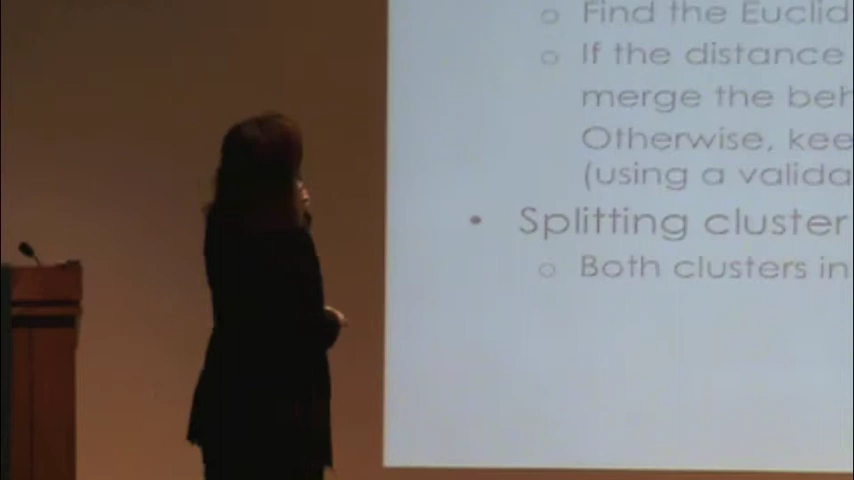 Find the Euclid
If the distance
merge the beh
Otherwise, kee
(using a valida
Splitting cluster
Both clusters in